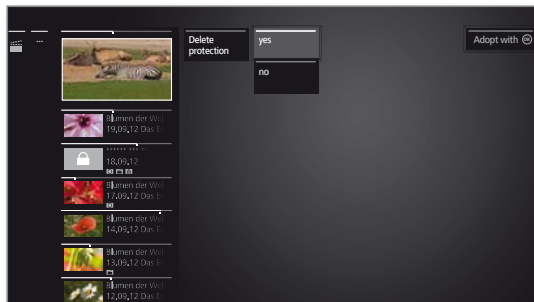 Delete
protection
yes
no
Adopt with OK
Blumen der Wel
19,09,12 Das E
18,09,12
Blumen der Wel
17,09,12 Das E
Blumen der Wel
14,09,12 Das E
Blumen der Wel
13,09,12 Das E
Blumen der Wel
12,09,12 Das E